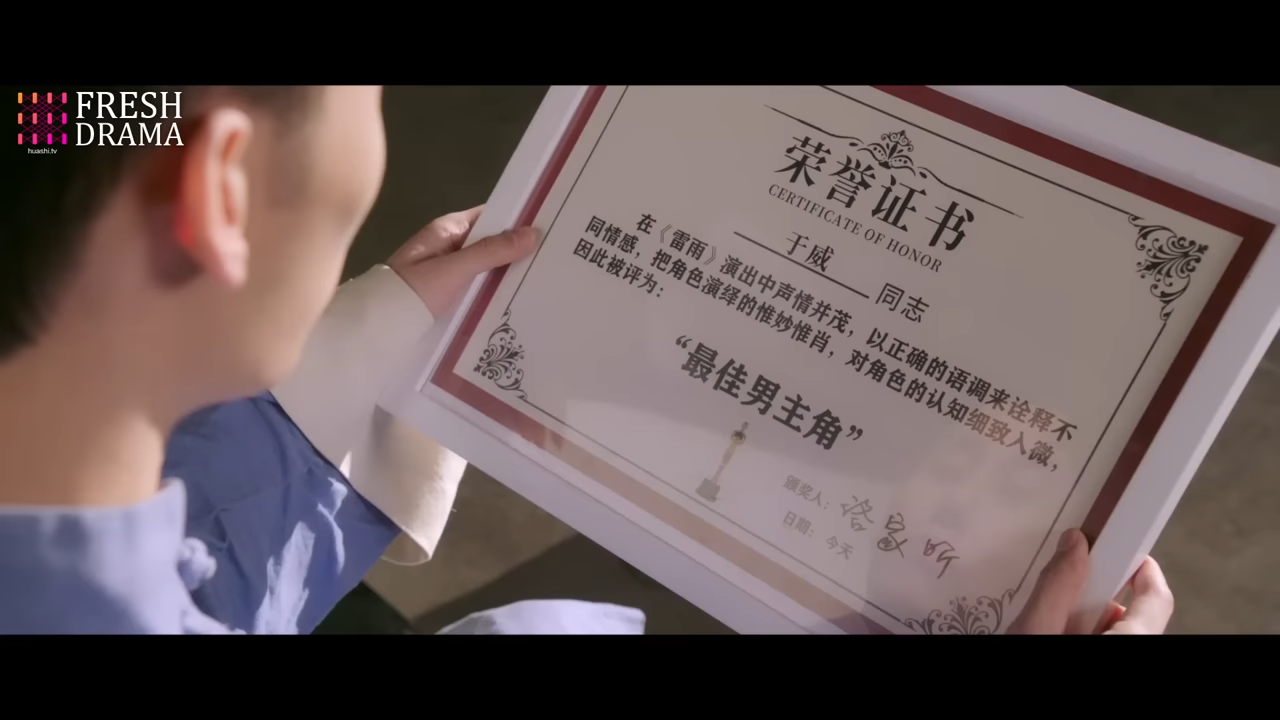 FRESH
DRAMA
huashi.tv
荣誉证书
CERTIFICATE OF HONOR
于威 同志
在《雷雨》演出中声情并茂,以正确的语调来诠释不
同情感,把角色演绎的惟妙惟肖,对角色的认知细致入微,
因此被评为:
“最佳男主角”
颁奖人:洛家昕
日期:今天